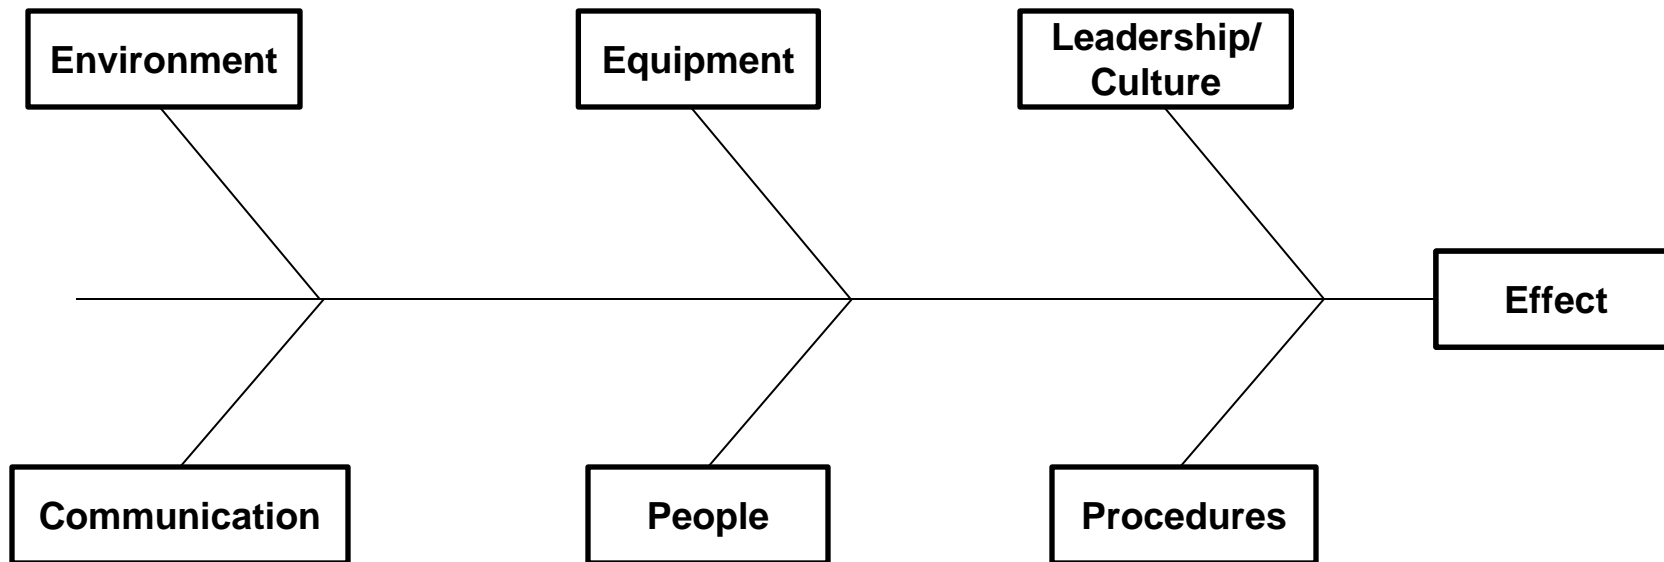 Environment
Equipment
Leadership/
Culture
Effect
Communication
People
Procedures